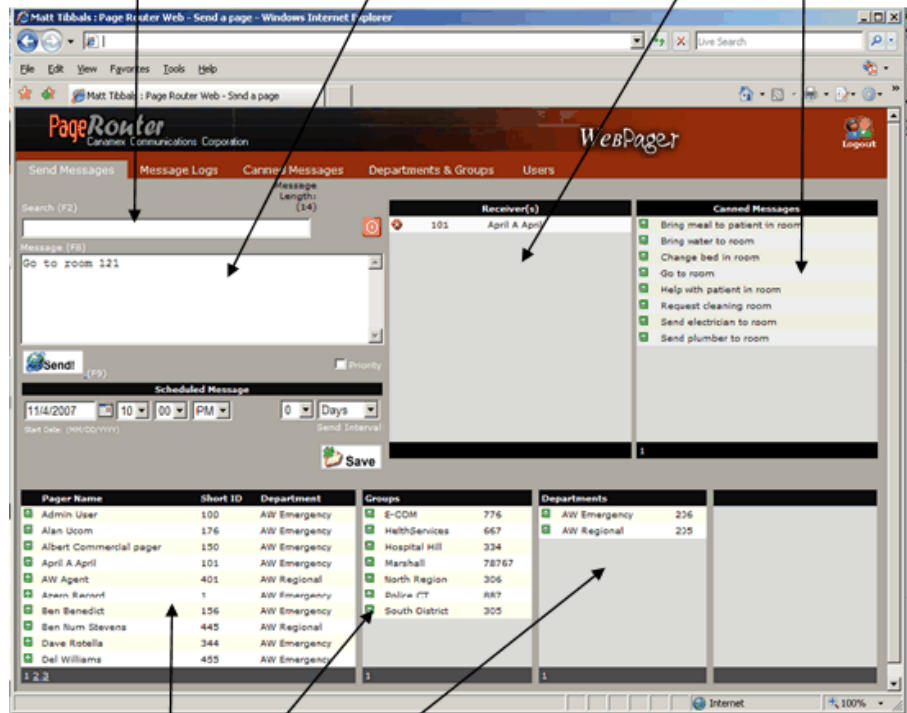 Matt Tibbals : Page Router Web - Send a page - Windows Internet Explorer
Live Search
File Edit View Favorites Tools Help
Matt Tibbals : Page Router Web - Send a page
PageRouter
Canamex Communications Corporation
WebPager
Logout
Send Messages Message Logs Canned Messages Departments & Groups Users
Message Length: (14)
Search (F2)
Message (F8)
Go to room 121
Send! (F9)
Priority
Scheduled Message
11/4/2007 10 00 PM 0 Days
Start Date: (MM/DD/YYYY) Send Interval
Save
Receiver(s)
101 April A April
Canned Messages
Bring meal to patient in room
Bring water to room
Change bed in room
Go to room
Help with patient in room
Request cleaning room
Send electrician to room
Send plumber to room
1
Pager Name Short ID Department
Admin User 100 AW Emergency
Alan Ucom 176 AW Emergency
Albert Commercial pager 150 AW Emergency
April A April 101 AW Emergency
AW Agent 401 AW Regional
Record 1 AW Emergency
Ben Benedict 156 AW Emergency
Ben Num Stevens 445 AW Regional
Dave Rotella 344 AW Emergency
Del Williams 455 AW Emergency
1 2 3
Groups
E-COM 776
HelthServices 667
Hospital Hill 334
Marshall 78767
North Region 306
Police CT 887
South District 305
1
Departments
AW Emergency 236
AW Regional 235
1
Internet 100%